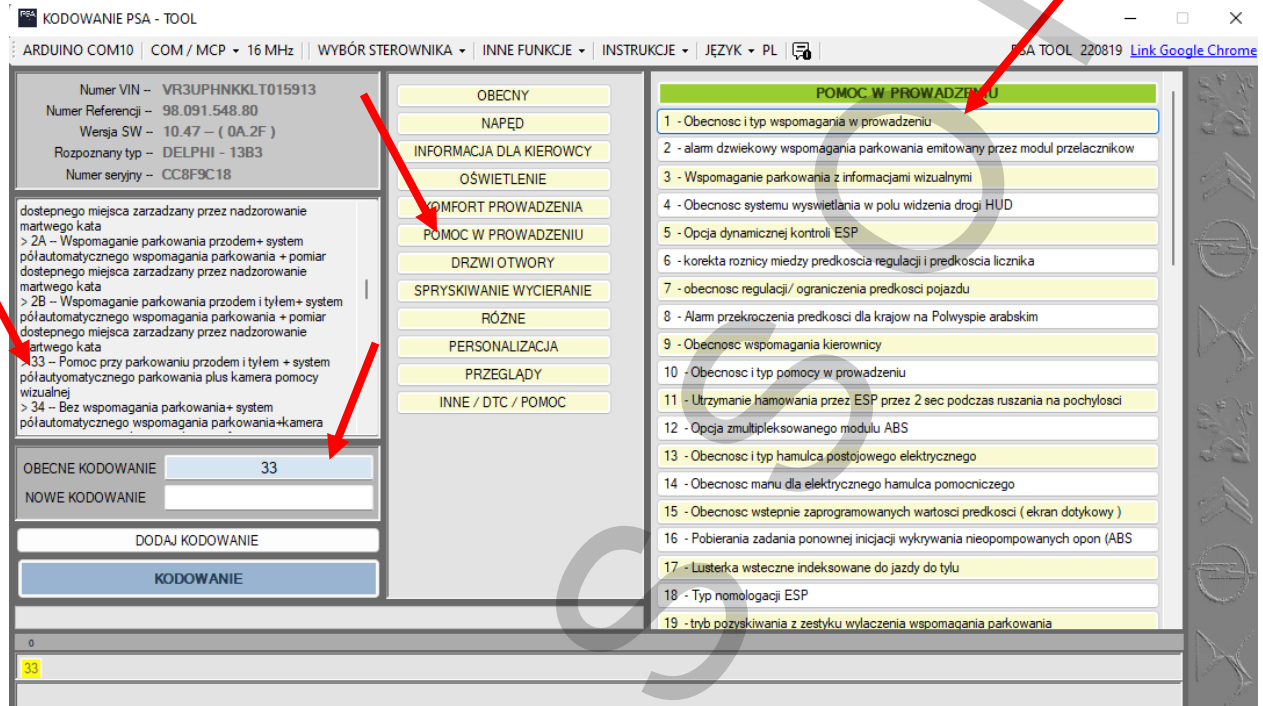 KODOWANIE PSA - TOOL
ARDUINO COM10 COM / MCP 16 MHz WYBÓR STEROWNIKA INNE FUNKCJE INSTRUKCJE JĘZYK PL PSA TOOL 220819 Link Google Chrome
Numer VIN -- VR3UPHNKKLT015913
Numer Referencji -- 98.091.548.80
Wersja SW -- 10.47 -- ( 0A.2F )
Rozpoznany typ -- DELPHI - 13B3
Numer seryjny -- CC8F9C18
dostepnego miejsca zarzadzany przez nadzorowanie
martwego kata
> 2A -- Wspomaganie parkowania przodem+ system
półautomatycznego wspomagania parkowania + pomiar
dostepnego miejsca zarzadzany przez nadzorowanie
martwego kata
> 2B -- Wspomaganie parkowania przodem i tyłem+ system
półautomatycznego wspomagania parkowania + pomiar
dostepnego miejsca zarzadzany przez nadzorowanie
martwego kata
> 33 -- Pomoc przy parkowaniu przodem i tyłem + system
półautyomatycznego parkowania plus kamera pomocy
wizualnej
> 34 -- Bez wspomagania parkowania+ system
półautomatycznego wspomagania parkowania+kamera
OBECNE KODOWANIE 33
NOWE KODOWANIE
DODAJ KODOWANIE
KODOWANIE
0
33
OBECNY
NAPĘD
INFORMACJA DLA KIEROWCY
OŚWIETLENIE
KOMFORT PROWADZENIA
POMOC W PROWADZENIU
DRZWI OTWORY
SPRYSKIWANIE WYCIERANIE
RÓŻNE
PERSONALIZACJA
PRZEGLĄDY
INNE / DTC / POMOC
POMOC W PROWADZENIU
1 - Obecnosc i typ wspomagania w prowadzeniu
2 - alarm dzwiekowy wspomagania parkowania emitowany przez modul przelacznikow
3 - Wspomaganie parkowania z informacjami wizualnymi
4 - Obecnosc systemu wyswietlania w polu widzenia drogi HUD
5 - Opcja dynamicznej kontroli ESP
6 - korekta roznicy miedzy predkoscia regulacji i predkoscia licznika
7 - obecnosc regulacji/ ograniczenia predkosci pojazdu
8 - Alarm przekroczenia predkosci dla krajow na Polwyspie arabskim
9 - Obecnosc wspomagania kierownicy
10 - Obecnosc i typ pomocy w prowadzeniu
11 - Utrzymanie hamowania przez ESP przez 2 sec podczas ruszania na pochylosci
12 - Opcja zmultipleksowanego modulu ABS
13 - Obecnosc i typ hamulca postojowego elektrycznego
14 - Obecnosc manu dla elektrycznego hamulca pomocniczego
15 - Obecnosc wstepnie zaprogramowanych wartosci predkosci ( ekran dotykowy )
16 - Pobierania zadania ponownej inicjacji wykrywania nieopompowanych opon (ABS
17 - Lusterka wsteczne indeksowane do jazdy do tylu
18 - Typ nomologacji ESP
19 - tryb pozyskiwania z zestyku wylaczenia wspomagania parkowania